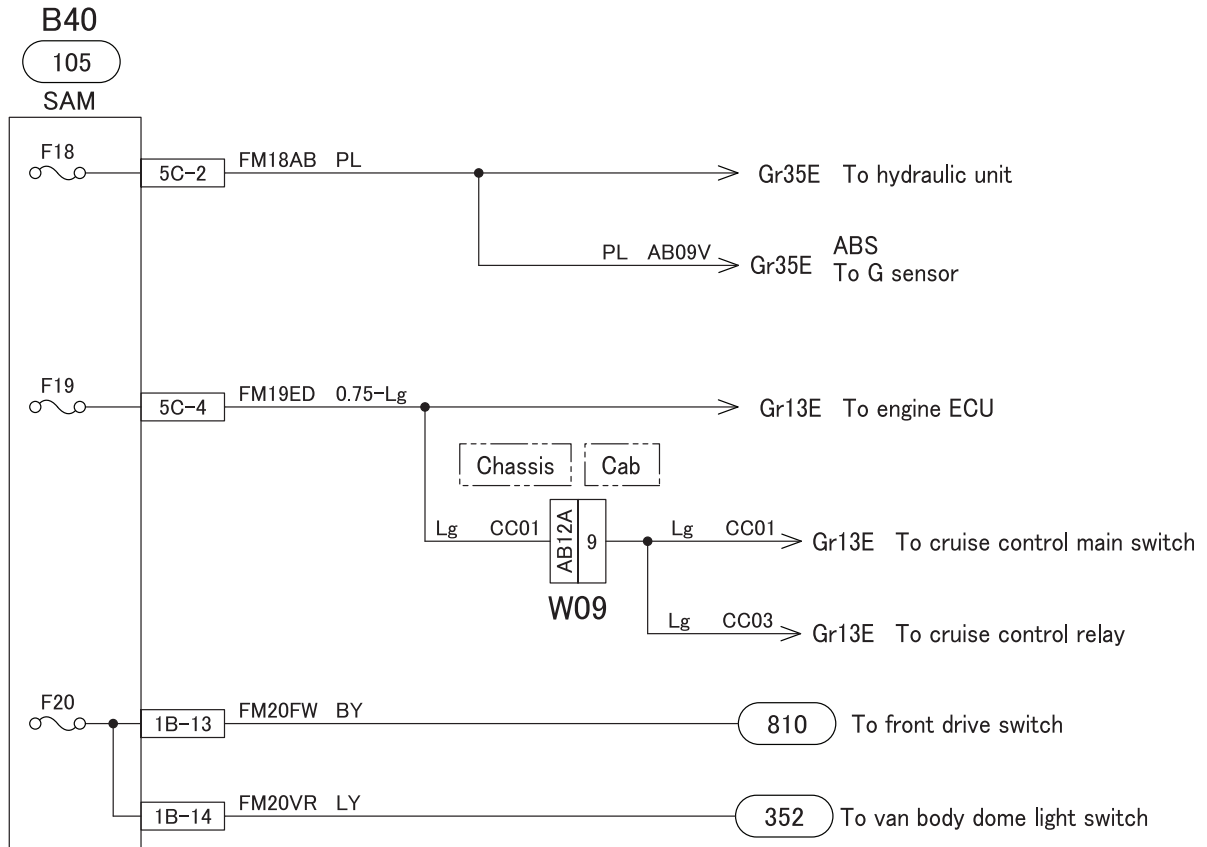 B40
105
SAM
F18
5C-2
FM18AB PL
Gr35E To hydraulic unit
PL AB09V
Gr35E
ABS
To G sensor
F19
5C-4
FM19ED 0.75-Lg
Gr13E To engine ECU
Chassis
Cab
Lg CC01
AB12A
9
W09
Lg CC01
Gr13E To cruise control main switch
Lg CC03
Gr13E To cruise control relay
F20
1B-13
FM20FW BY
810
To front drive switch
1B-14
FM20VR LY
352
To van body dome light switch